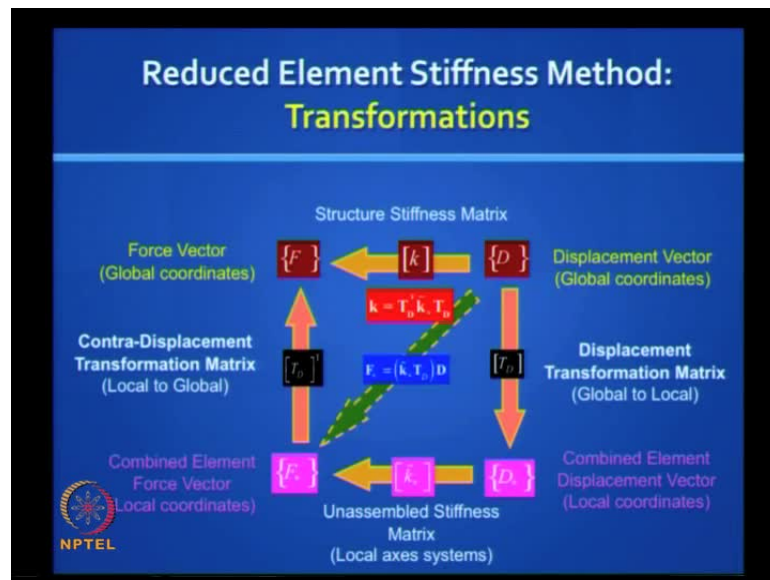 Reduced Element Stiffness Method:
Transformations
Structure Stiffness Matrix
Force Vector
(Global coordinates)
{F}
[k]
{D}
Displacement Vector
(Global coordinates)
k = T_D^T k̃_* T_D
Contra-Displacement
Transformation Matrix
(Local to Global)
[T_D]^T
F_* = (k̃_* T_D) D
[T_D]
Displacement
Transformation Matrix
(Global to Local)
Combined Element
Force Vector
(Local coordinates)
{F_*}
[k̃_*]
{D_*}
Combined Element
Displacement Vector
(Local coordinates)
Unassembled Stiffness
Matrix
(Local axes systems)
NPTEL